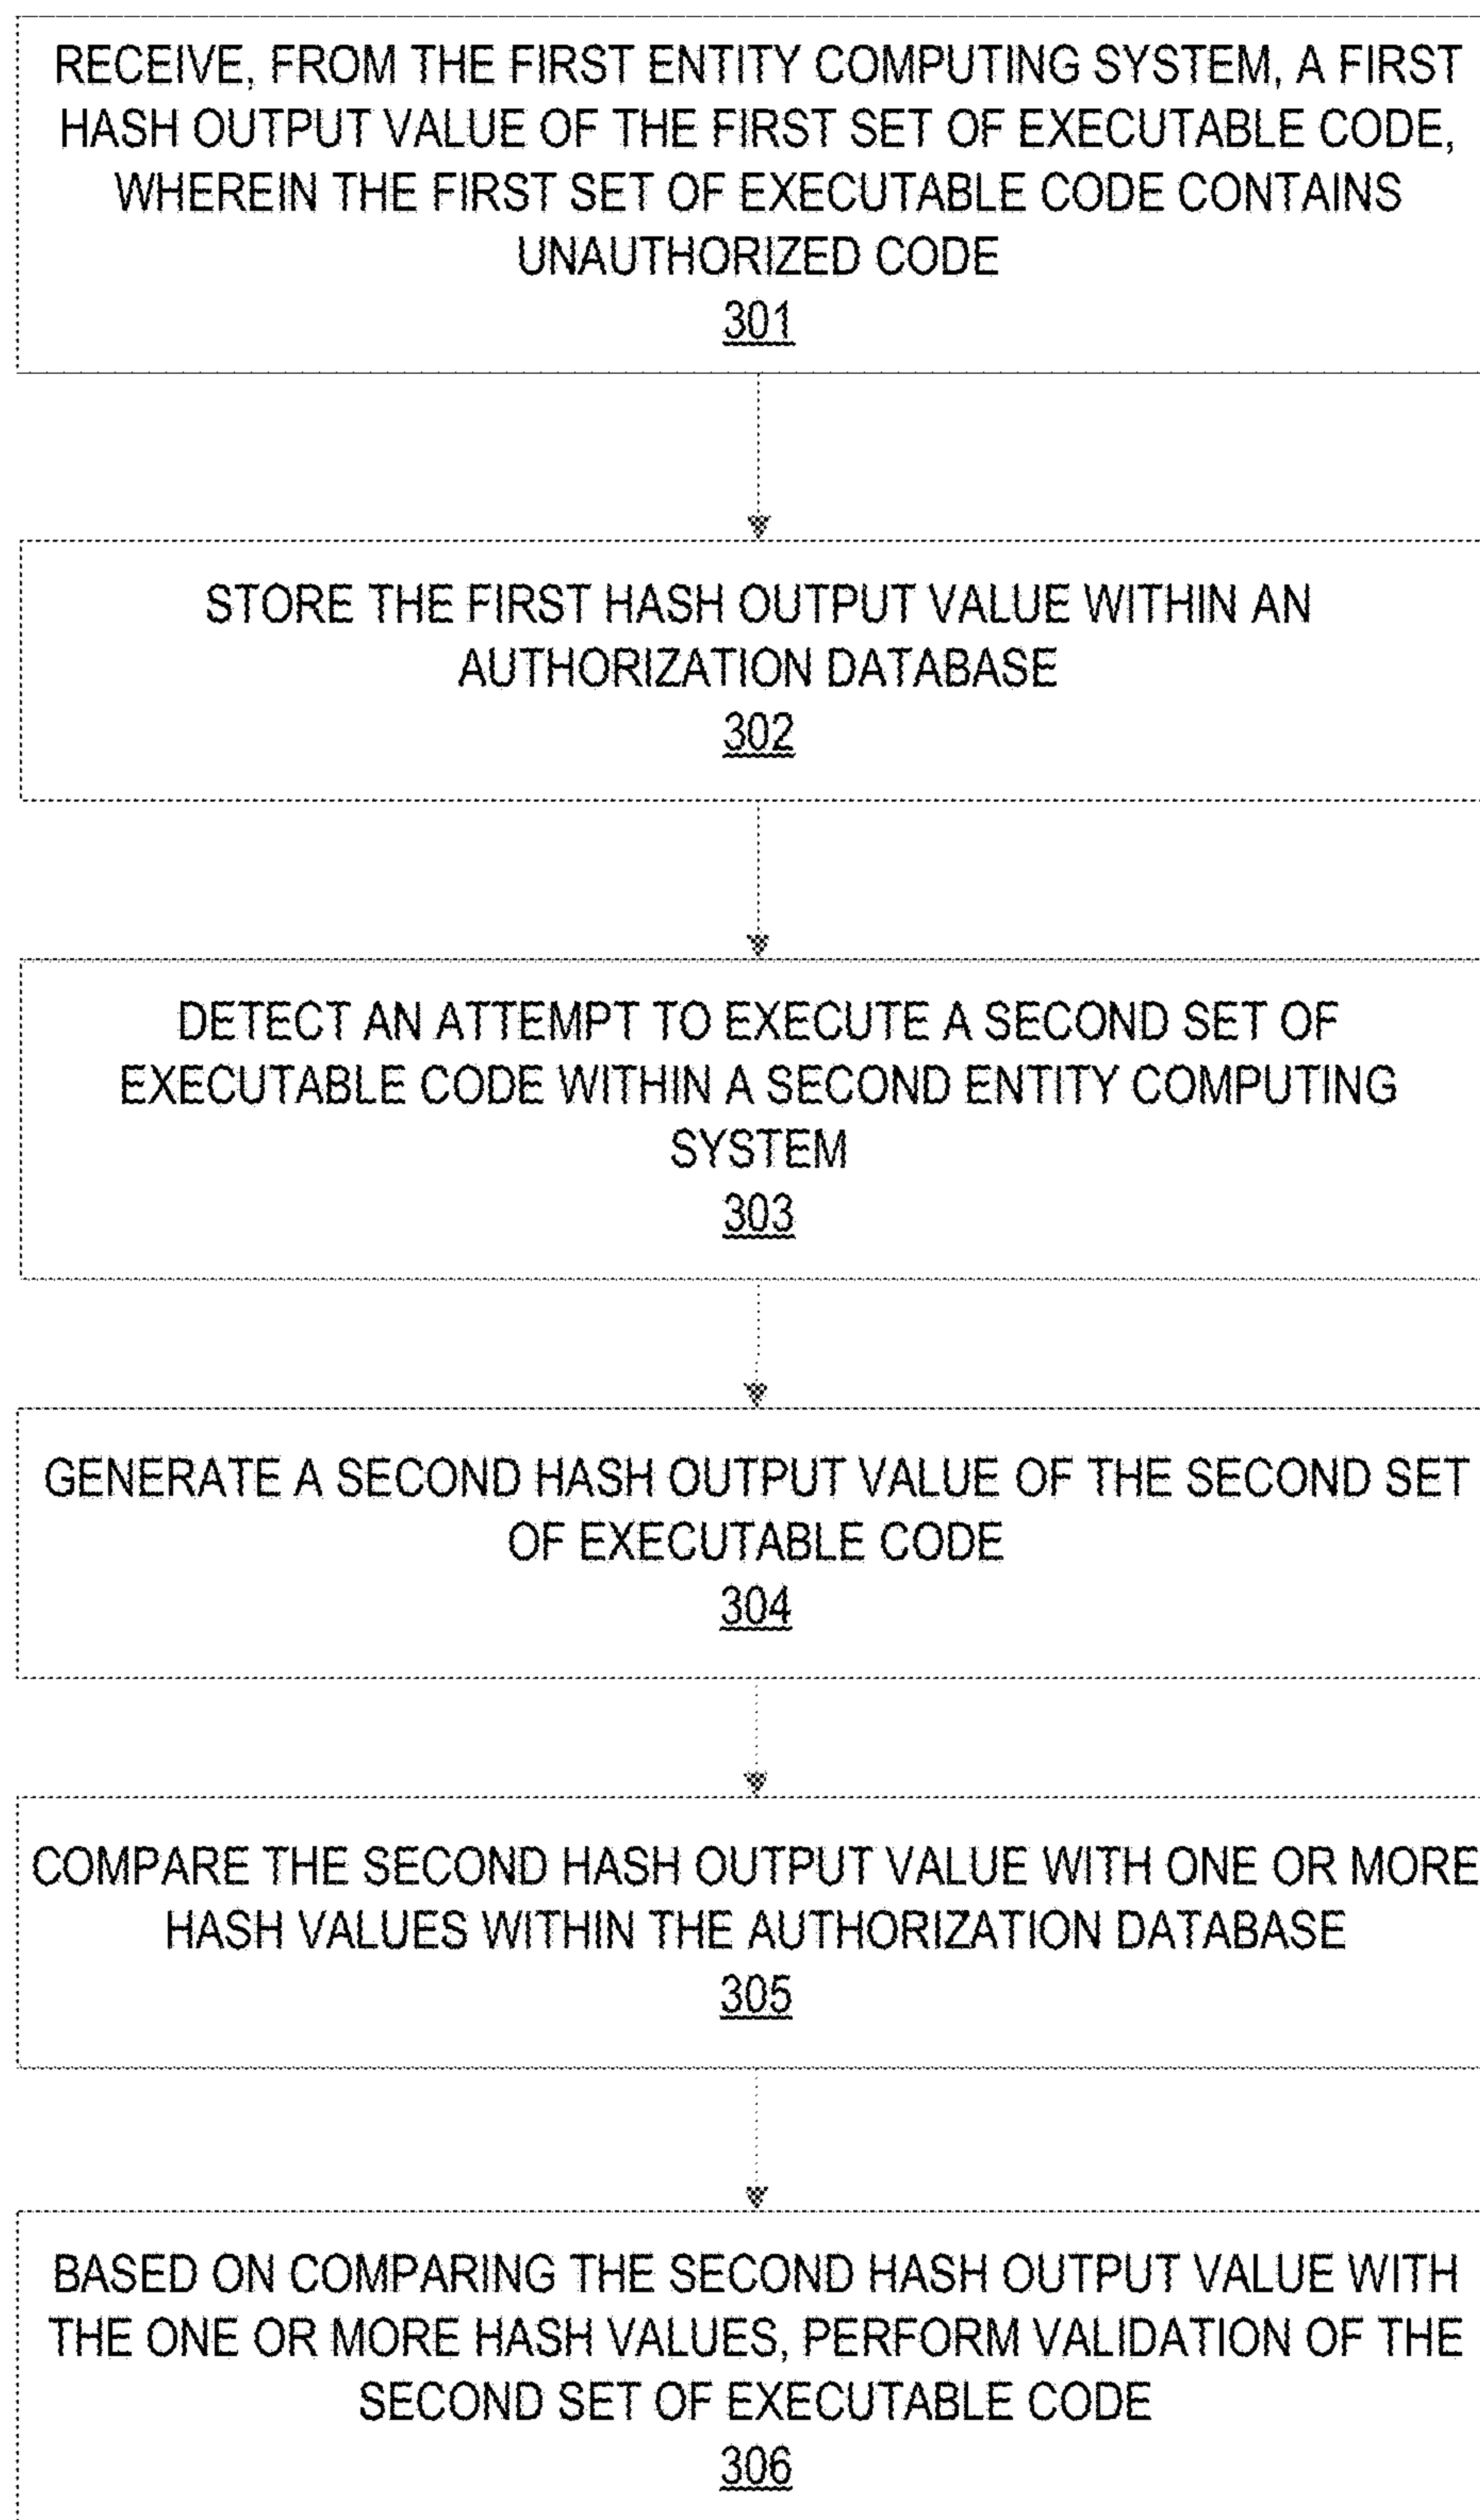 RECEIVE, FROM THE FIRST ENTITY COMPUTING SYSTEM, A FIRST
HASH OUTPUT VALUE OF THE FIRST SET OF EXECUTABLE CODE,
WHEREIN THE FIRST SET OF EXECUTABLE CODE CONTAINS
UNAUTHORIZED CODE
301
STORE THE FIRST HASH OUTPUT VALUE WITHIN AN
AUTHORIZATION DATABASE
302
DETECT AN ATTEMPT TO EXECUTE A SECOND SET OF
EXECUTABLE CODE WITHIN A SECOND ENTITY COMPUTING
SYSTEM
303
GENERATE A SECOND HASH OUTPUT VALUE OF THE SECOND SET
OF EXECUTABLE CODE
304
COMPARE THE SECOND HASH OUTPUT VALUE WITH ONE OR MORE
HASH VALUES WITHIN THE AUTHORIZATION DATABASE
305
BASED ON COMPARING THE SECOND HASH OUTPUT VALUE WITH
THE ONE OR MORE HASH VALUES, PERFORM VALIDATION OF THE
SECOND SET OF EXECUTABLE CODE
306